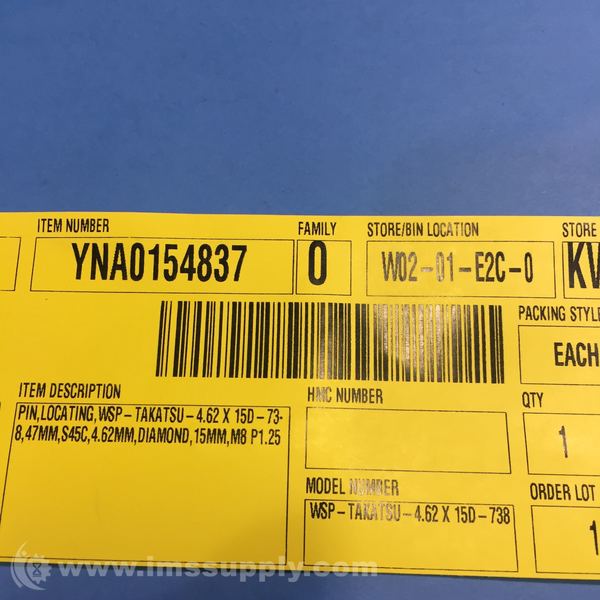 ITEM NUMBER
YNA0154837
FAMILY
0
STORE/BIN LOCATION
W02-01-E2C-0
STORE
PACKING STYLE
EACH
ITEM DESCRIPTION
PIN,LOCATING,WSP-TAKATSU-4.62 X 15D-73-
8,47MM,S45C,4.62MM,DIAMOND,15MM,M8 P1.25
HMC NUMBER
QTY
1
MODEL NUMBER
WSP-TAKATSU-4.62 X 15D-738
ORDER LOT
1
www.imssupply.com